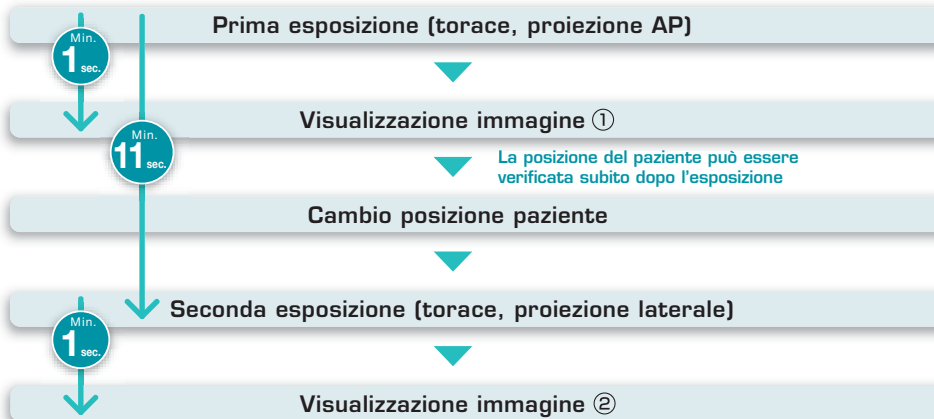 Prima esposizione (torace, proiezione AP)
Min.
1 sec.
Visualizzazione immagine ①
Min.
11 sec.
La posizione del paziente può essere
verificata subito dopo l'esposizione
Cambio posizione paziente
Seconda esposizione (torace, proiezione laterale)
Min.
1 sec.
Visualizzazione immagine ②